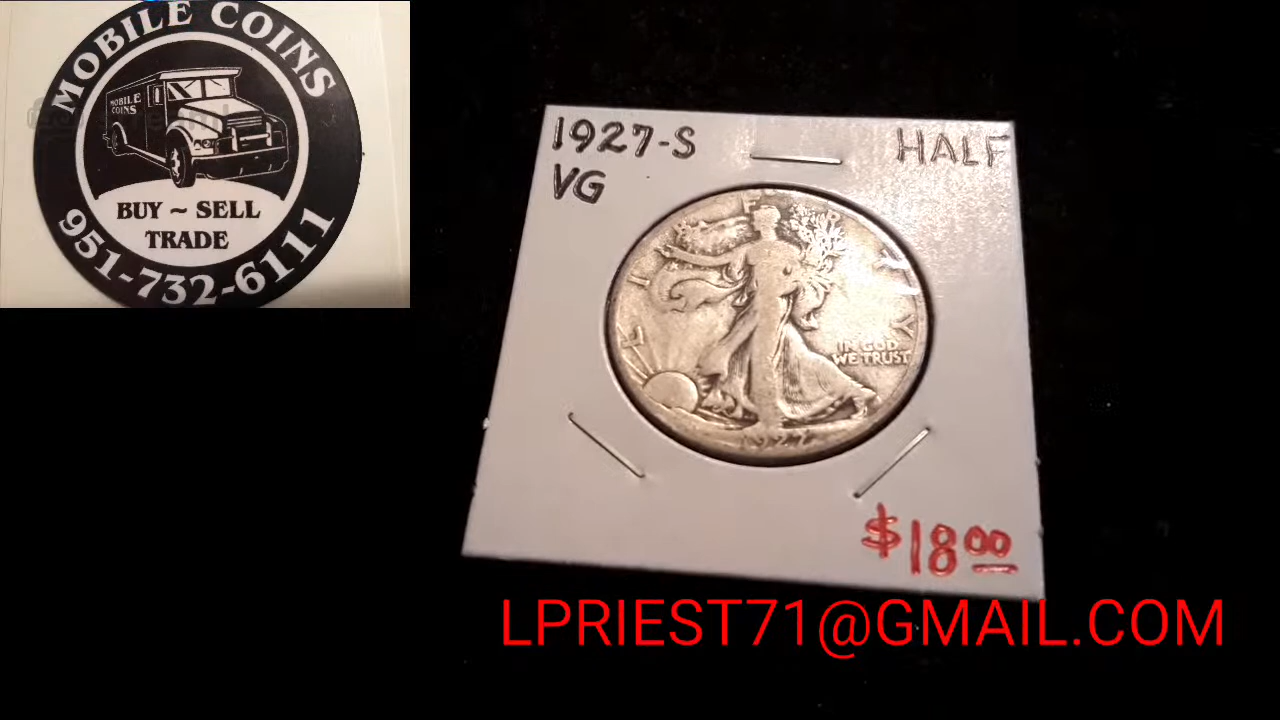 MOBILE COINS
MOBILE
COINS
BUY ~ SELL
TRADE
951-732-6111
1927-S
HALF
VG
L I
F R
T Y
IN GOD
WE TRUST
1927
$18.00
LPRIEST71@GMAIL.COM